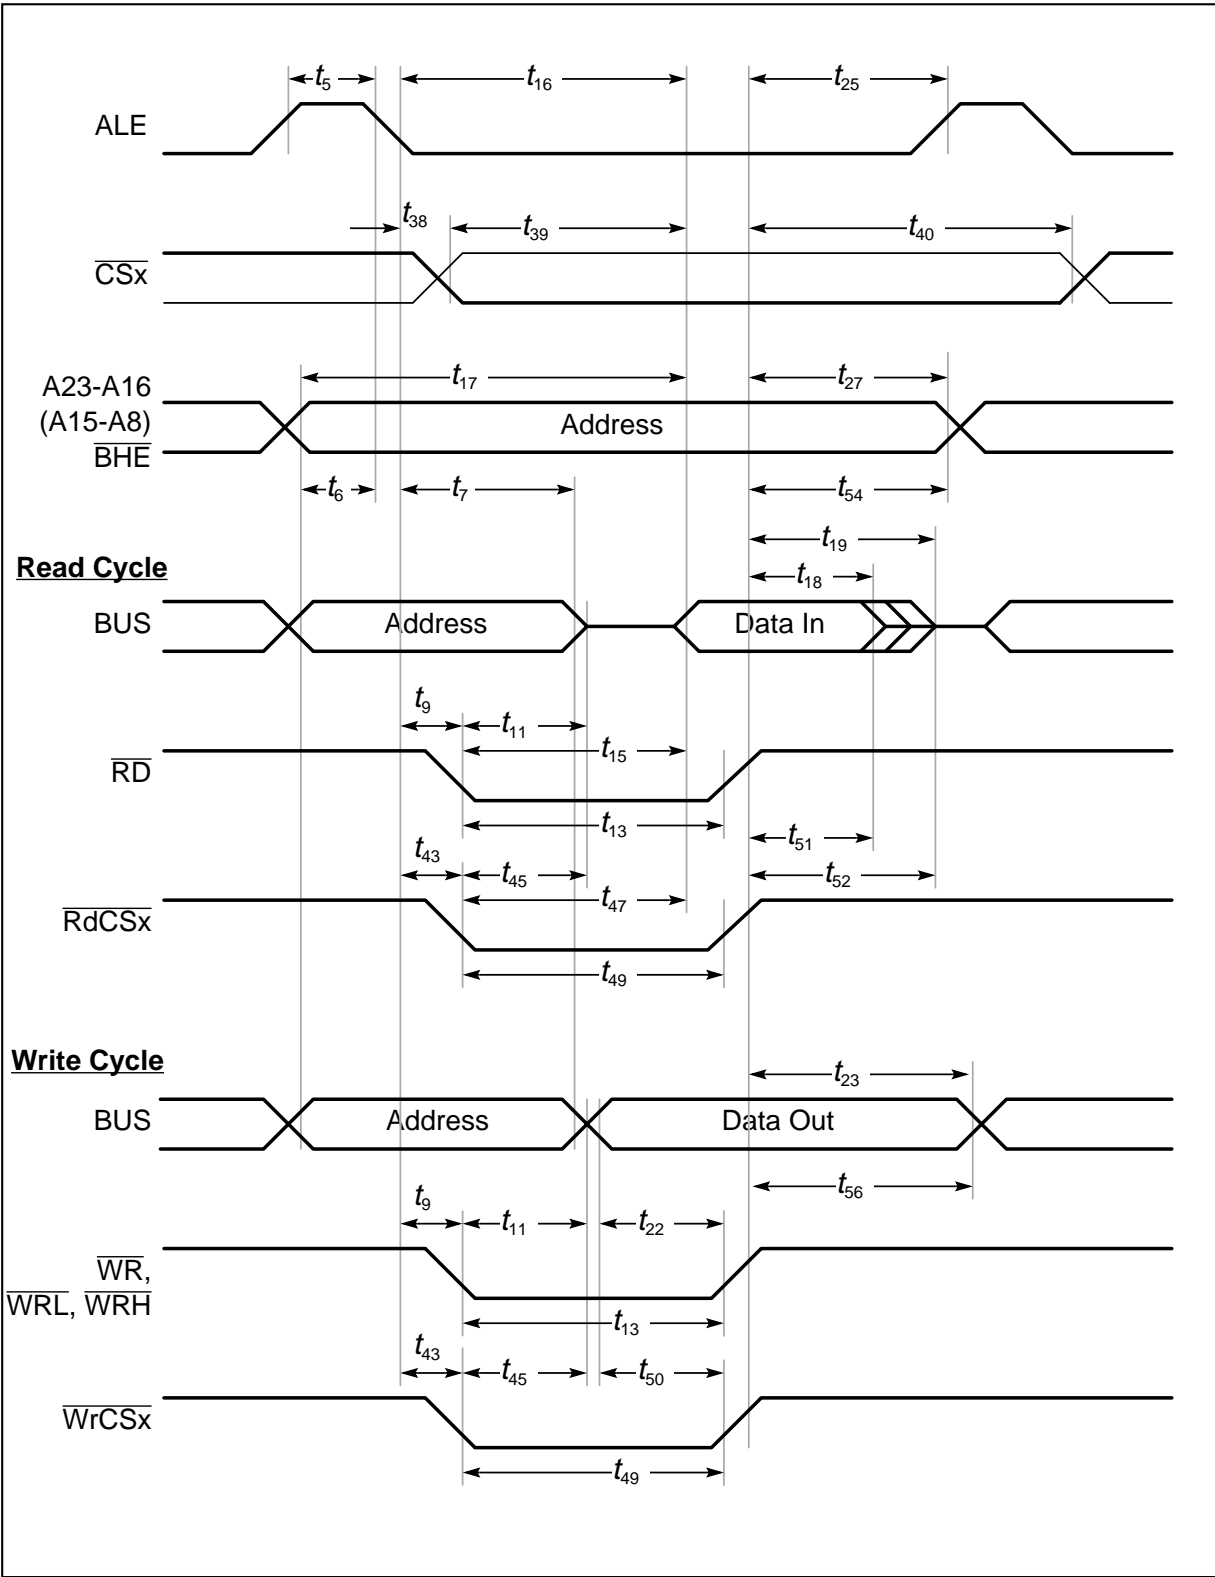 t5 t16 t25
ALE
t38 t39 t40
CSx
t17 t27
A23-A16
(A15-A8)
BHE
Address
t6 t7 t54
t19
Read Cycle
t18
BUS Address Data In
t9 t11
t15
RD
t13 t51
t43 t45 t52
t47
RdCSx
t49
Write Cycle
t23
BUS Address Data Out
t56
t9 t11 t22
WR,
WRL, WRH
t13
t43 t45 t50
WrCSx
t49